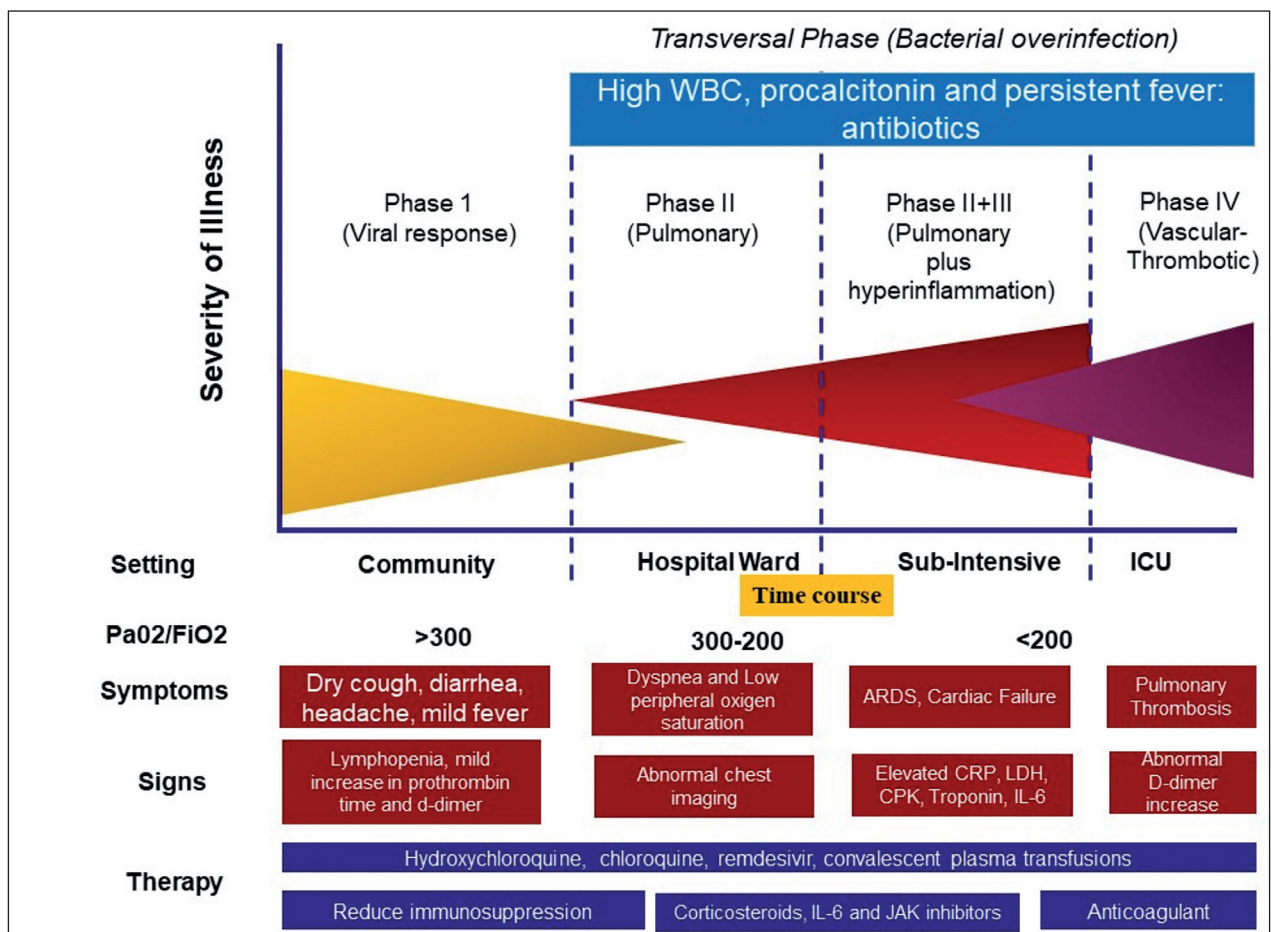 Transversal Phase (Bacterial overinfection)
High WBC, procalcitonin and persistent fever:
antibiotics
Severity of Illness
Phase 1
(Viral response)
Phase II
(Pulmonary)
Phase II+III
(Pulmonary
plus
hyperinflammation)
Phase IV
(Vascular-
Thrombotic)
Setting
Community
Hospital Ward
Sub-Intensive
ICU
Time course
Pa02/FiO2
>300
300-200
<200
Symptoms
Dry cough, diarrhea,
headache, mild fever
Dyspnea and Low
peripheral oxigen
saturation
ARDS, Cardiac Failure
Pulmonary
Thrombosis
Signs
Lymphopenia, mild
increase in prothrombin
time and d-dimer
Abnormal chest
imaging
Elevated CRP, LDH,
CPK, Troponin, IL-6
Abnormal
D-dimer
increase
Therapy
Hydroxychloroquine, chloroquine, remdesivir, convalescent plasma transfusions
Reduce immunosuppression
Corticosteroids, IL-6 and JAK inhibitors
Anticoagulant